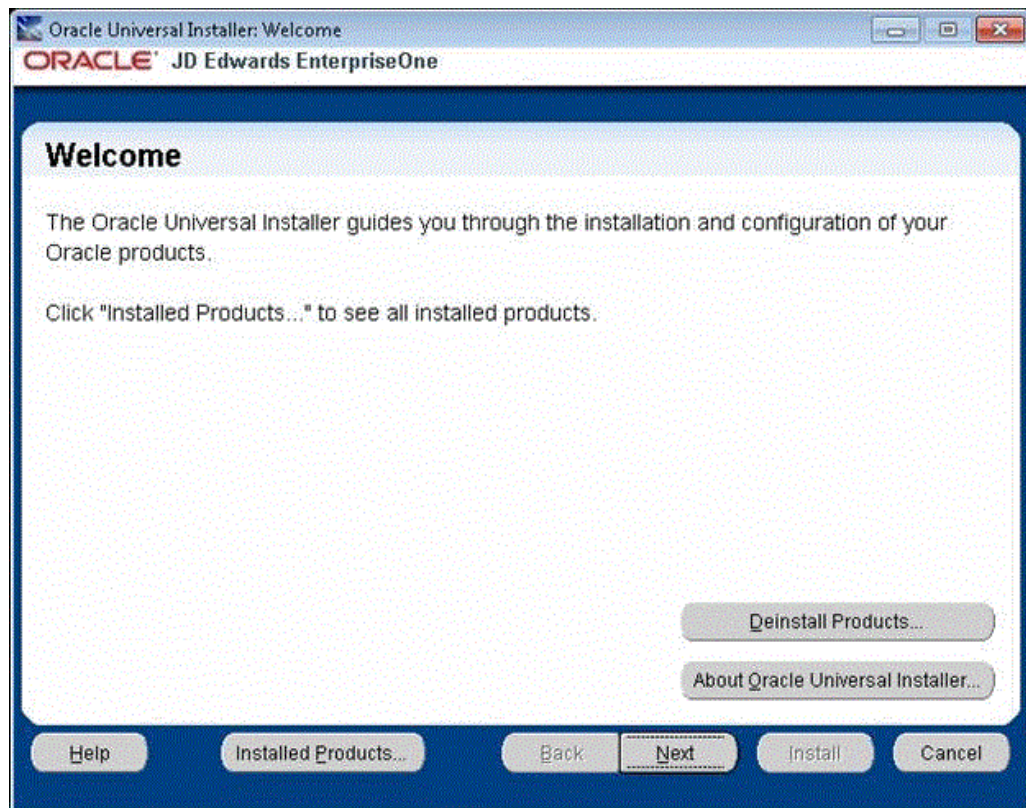 Oracle Universal Installer: Welcome
ORACLE' JD Edwards EnterpriseOne
Welcome
The Oracle Universal Installer guides you through the installation and configuration of your
Oracle products.
Click "Installed Products..." to see all installed products.
Deinstall Products...
About Oracle Universal Installer...
Help Installed Products... Back Next Install Cancel